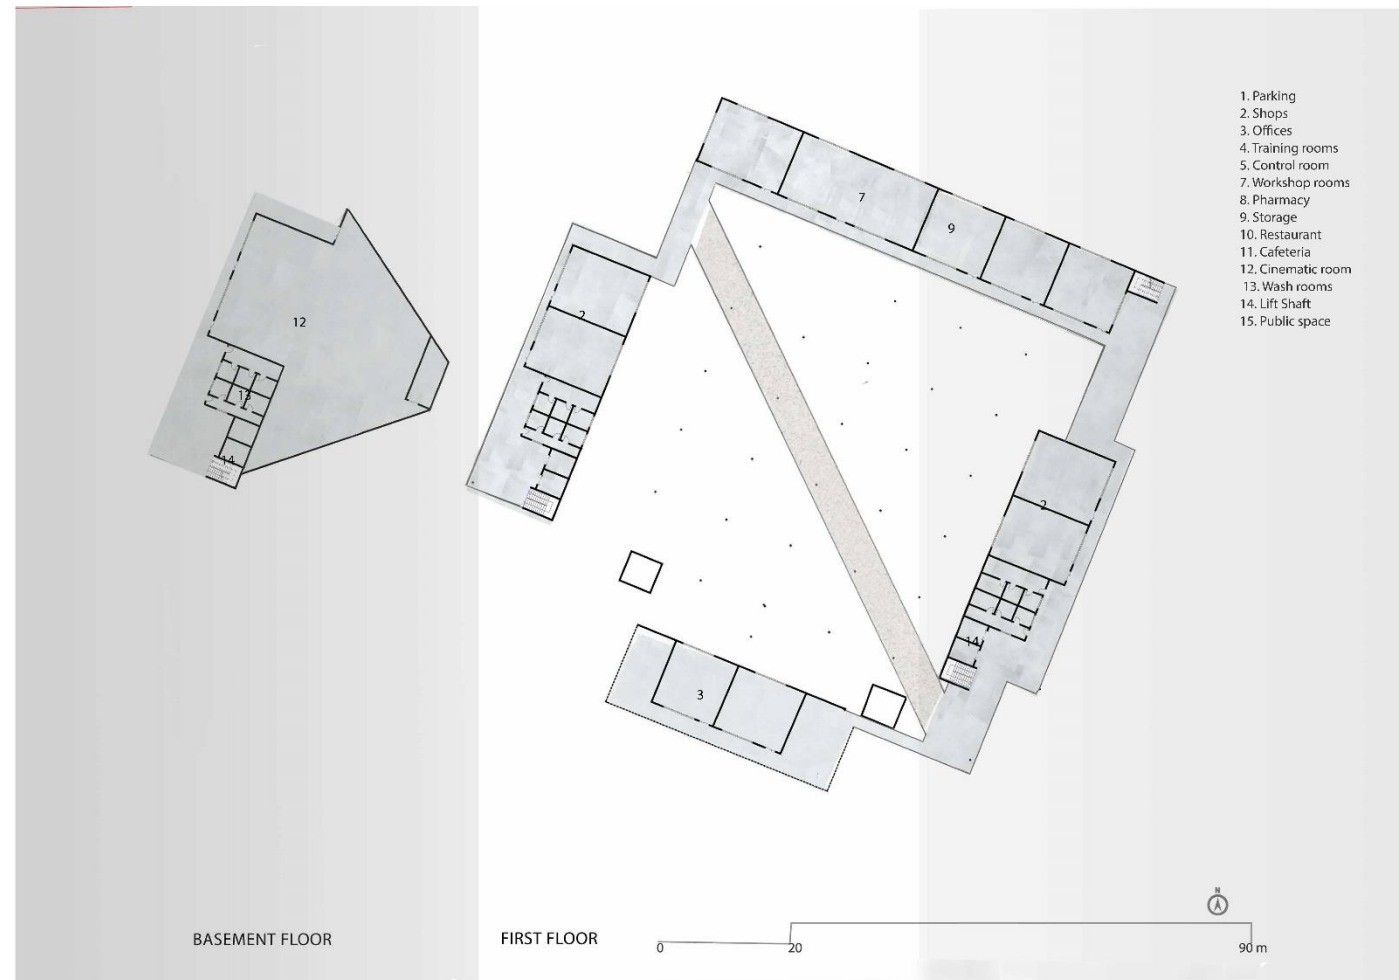 1. Parking
2. Shops
3. Offices
4. Training rooms
5. Control room
7. Workshop rooms
8. Pharmacy
9. Storage
10. Restaurant
11. Cafeteria
12. Cinematic room
13. Wash rooms
14. Lift Shaft
15. Public space
7
9
2
12
13
14
2
14
3
N
BASEMENT FLOOR
FIRST FLOOR
0 20 90 m